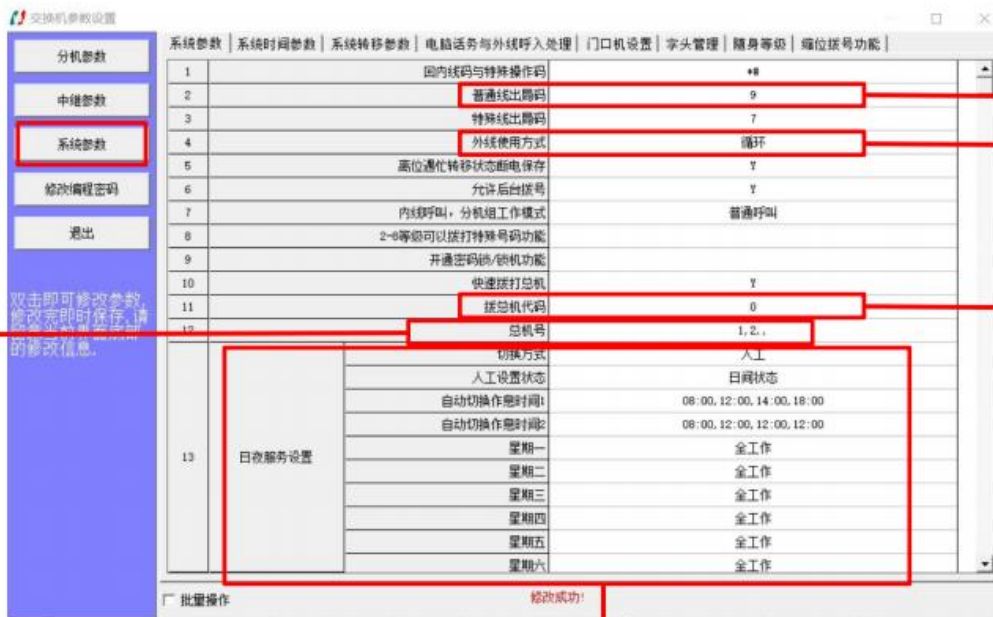 交换机参数设置
分机参数
中继参数
系统参数
修改编程密码
退出
双击即可修改参数,
修改完即时保存,请
的修改信息.
系统参数 系统时间参数 系统转移参数 电脑话务与外线呼入处理 门口机设置 字头管理 随身等级 缩位拨号功能
1 回内线码与特殊操作码 *#
2 普通线出局码 9
3 特殊线出局码 7
4 外线使用方式 循环
5 离位遇忙转移状态断电保存 Y
6 允许后台拨号 Y
7 内线呼叫,分机组工作模式 普通呼叫
8 2-6等级可以拨打特殊号码功能
9 开通密码锁/锁机功能
10 快速拨打总机 Y
11 拨总机代码 0
12 总机号 1,2,,
13 日夜服务设置
切换方式 人工
人工设置状态 日间状态
自动切换作息时间1 08:00,12:00,14:00,18:00
自动切换作息时间2 08:00,12:00,12:00,12:00
星期一 全工作
星期二 全工作
星期三 全工作
星期四 全工作
星期五 全工作
星期六 全工作
批量操作
修改成功!